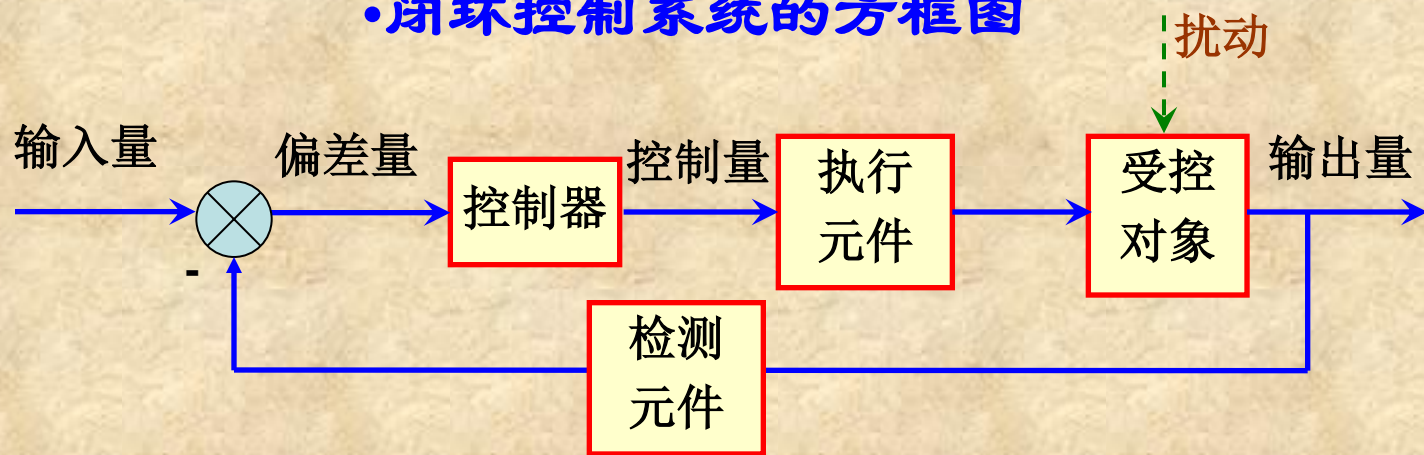 •闭环控制系统的方框图
扰动
输入量
偏差量
控制器
控制量
执行
元件
受控
对象
输出量
-
检测
元件